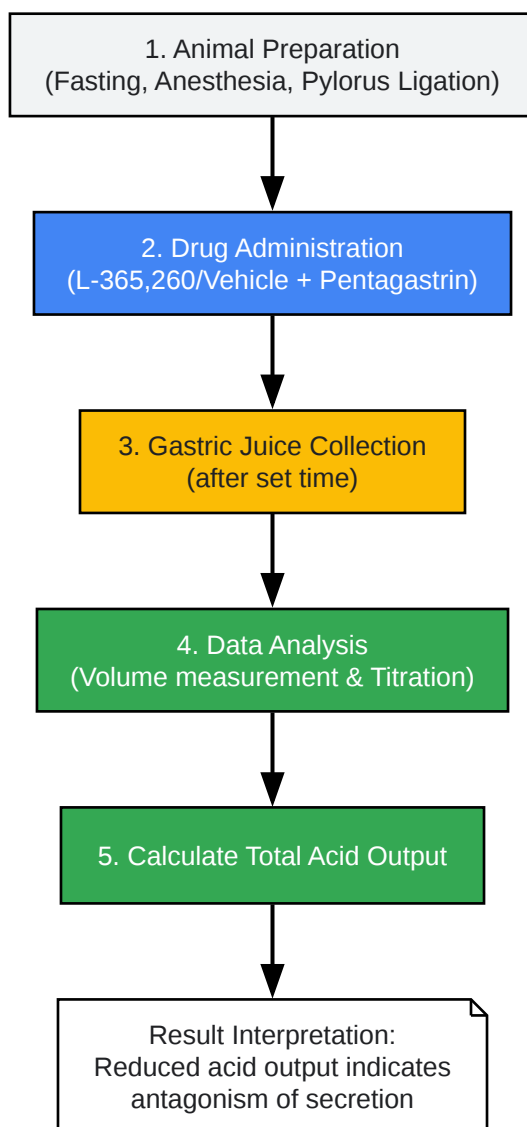 1. Animal Preparation
(Fasting, Anesthesia, Pylorus Ligation)
2. Drug Administration
(L-365,260/Vehicle + Pentagastrin)
3. Gastric Juice Collection
(after set time)
4. Data Analysis
(Volume measurement & Titration)
5. Calculate Total Acid Output
Result Interpretation:
Reduced acid output indicates
antagonism of secretion